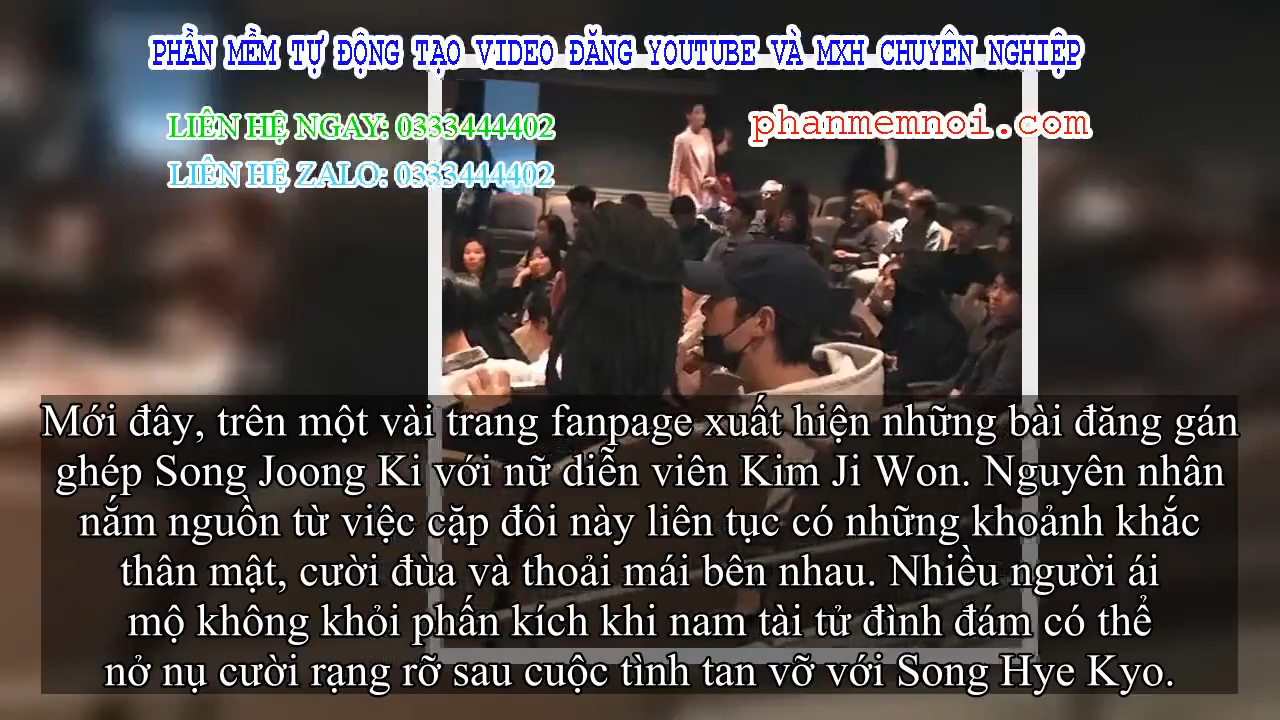 PHẦN MỀM TỰ ĐỘNG TẠO VIDEO ĐĂNG YOUTUBE VÀ MXH CHUYÊN NGHIỆP
LIÊN HỆ NGAY: 0333444402
phanmemnoi.com
LIÊN HỆ ZALO: 0333444402
Mới đây, trên một vài trang fanpage xuất hiện những bài đăng gán
ghép Song Joong Ki với nữ diễn viên Kim Ji Won. Nguyên nhân
nắm nguồn từ việc cặp đôi này liên tục có những khoảnh khắc
thân mật, cười đùa và thoải mái bên nhau. Nhiều người ái
mộ không khỏi phấn kích khi nam tài tử đình đám có thể
nở nụ cười rạng rỡ sau cuộc tình tan vỡ với Song Hye Kyo.